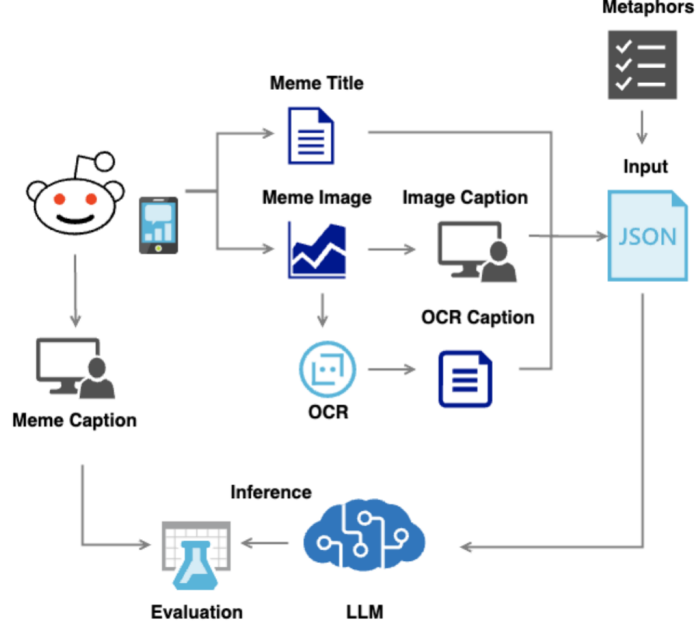 Metaphors
Meme Title
Input
Meme Image
Image Caption
JSON
OCR Caption
OCR
Meme Caption
Inference
Evaluation
LLM